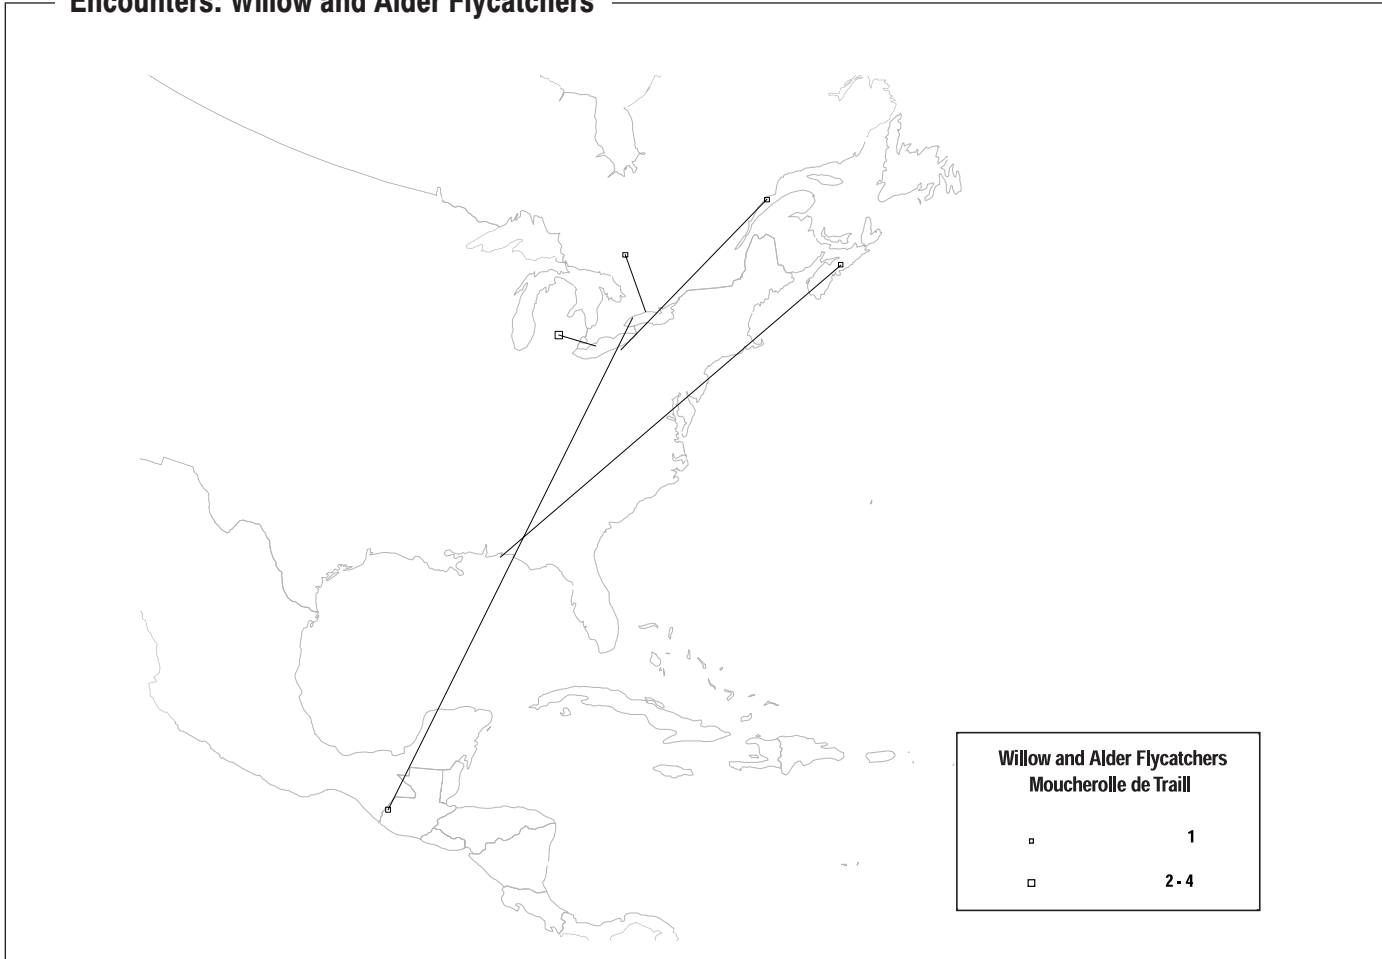 Encounters: Willow and Alder Flycatchers
Willow and Alder Flycatchers
Moucherolle de Traill
1
2 - 4